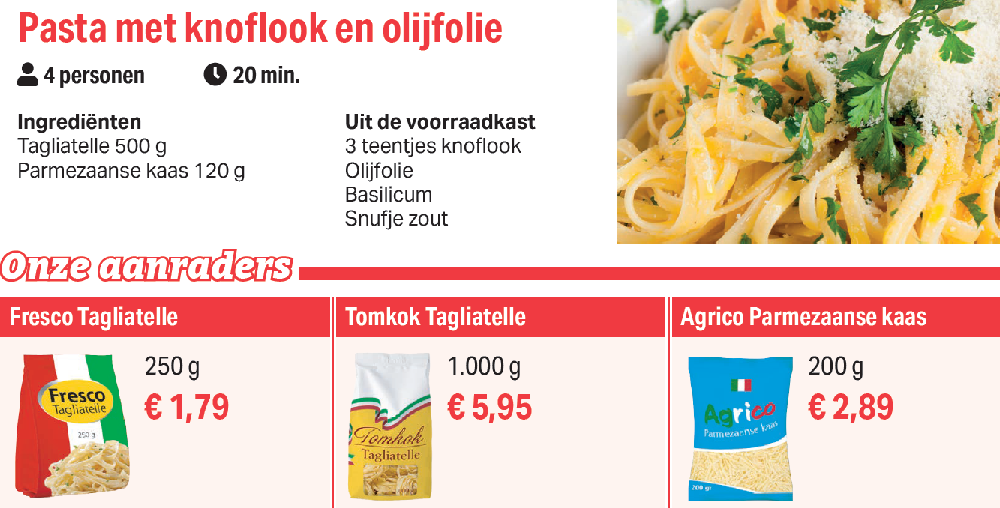 Pasta met knoflook en olijfolie
4 personen 20 min.
Ingrediënten
Tagliatelle 500 g
Parmezaanse kaas 120 g
Uit de voorraadkast
3 teentjes knoflook
Olijfolie
Basilicum
Snufje zout
Onze aanraders
Fresco Tagliatelle
250 g
€ 1,79
Fresco
Tagliatelle
250 g
Tomkok Tagliatelle
1.000 g
€ 5,95
Tomkok
Tagliatelle
Agrico Parmezaanse kaas
200 g
€ 2,89
Agrico
Parmezaanse kaas
200 gr